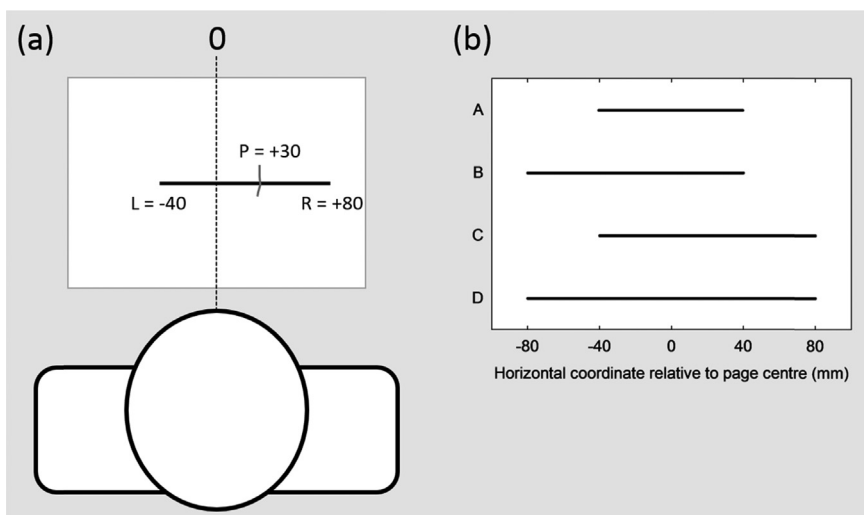 (a)
0
P = +30
L = -40
R = +80
(b)
A
B
C
D
-80 -40 0 40 80
Horizontal coordinate relative to page centre (mm)